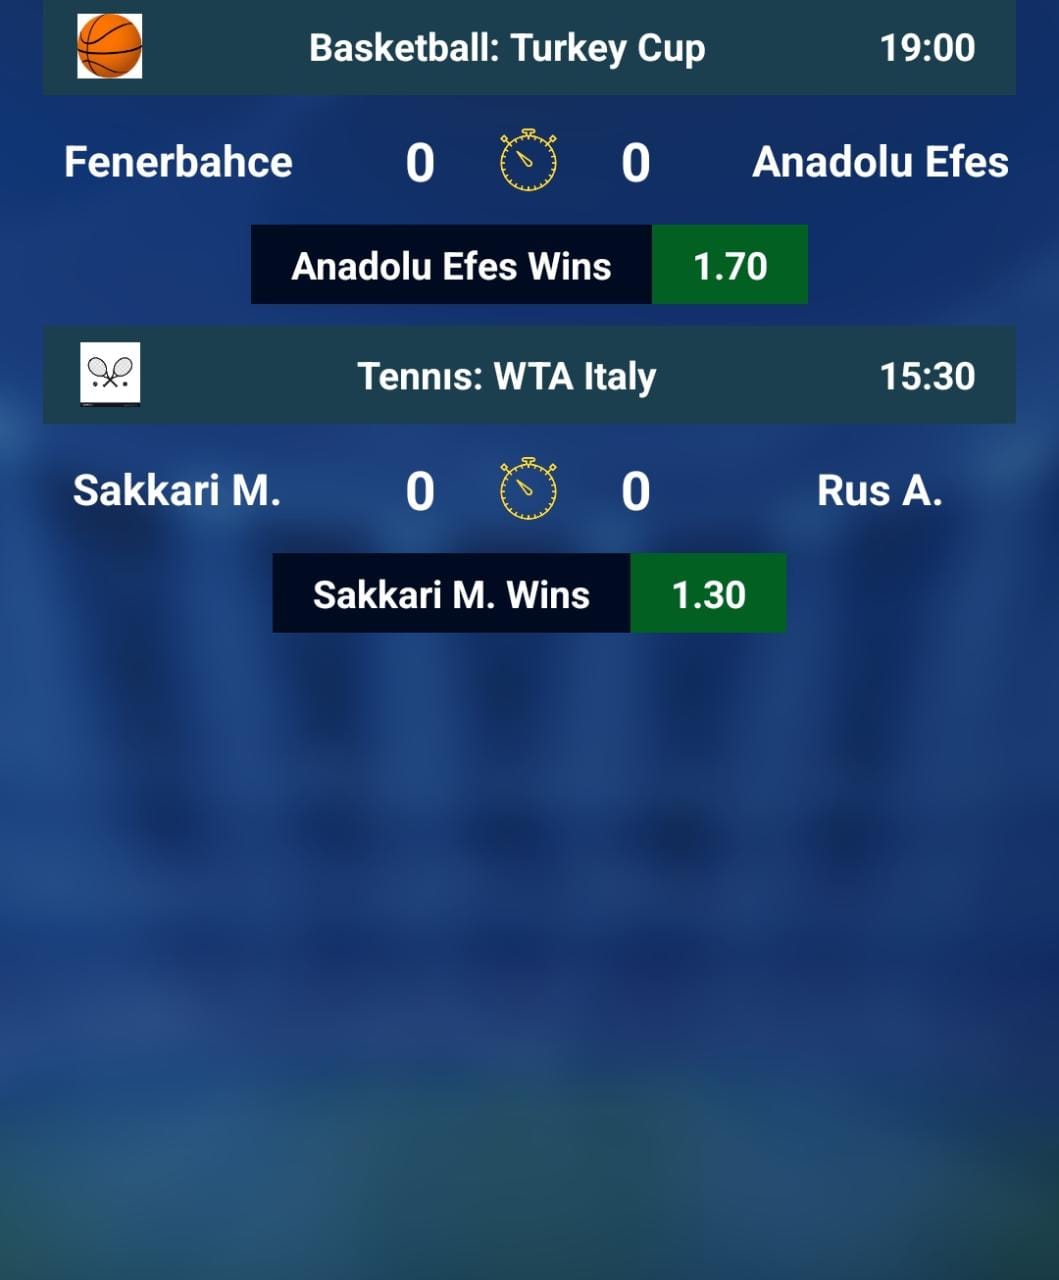 Basketball: Turkey Cup 19:00
Fenerbahce 0 0 Anadolu Efes
Anadolu Efes Wins 1.70
Tennıs: WTA Italy 15:30
Sakkari M. 0 0 Rus A.
Sakkari M. Wins 1.30